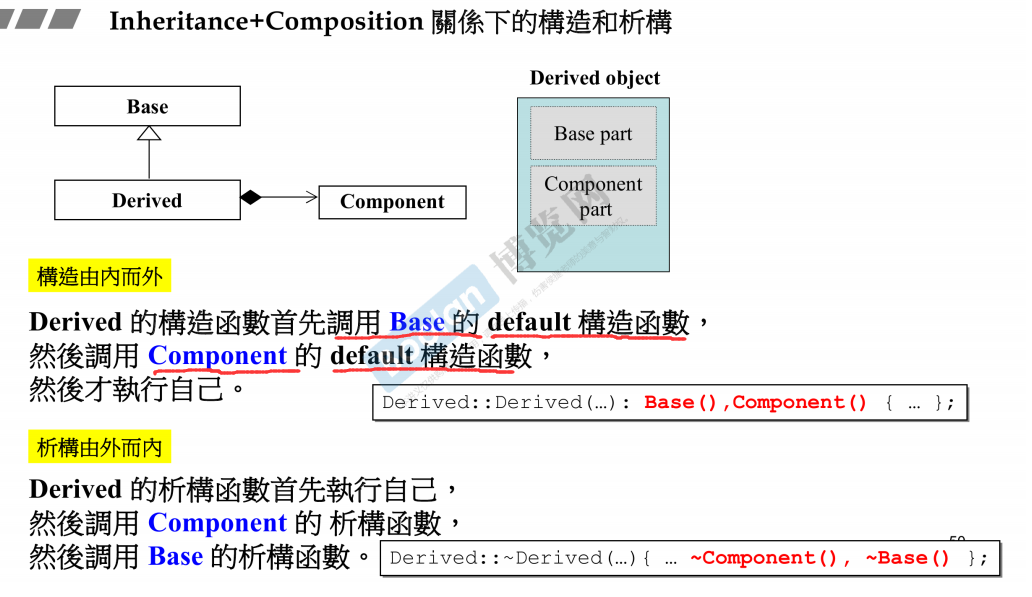 Inheritance+Composition 關係下的構造和析構
Derived object
Base
Base part
Derived
Component
Component
part
構造由內而外
Derived 的構造函數首先調用 Base 的 default 構造函數，
然後調用 Component 的 default 構造函數，
然後才執行自己。
Derived::Derived(…): Base(),Component() { … };
析構由外而內
Derived 的析構函數首先執行自己，
然後調用 Component 的 析構函數，
然後調用 Base 的析構函數。
Derived::~Derived(…){ … ~Component(), ~Base() };
博览网